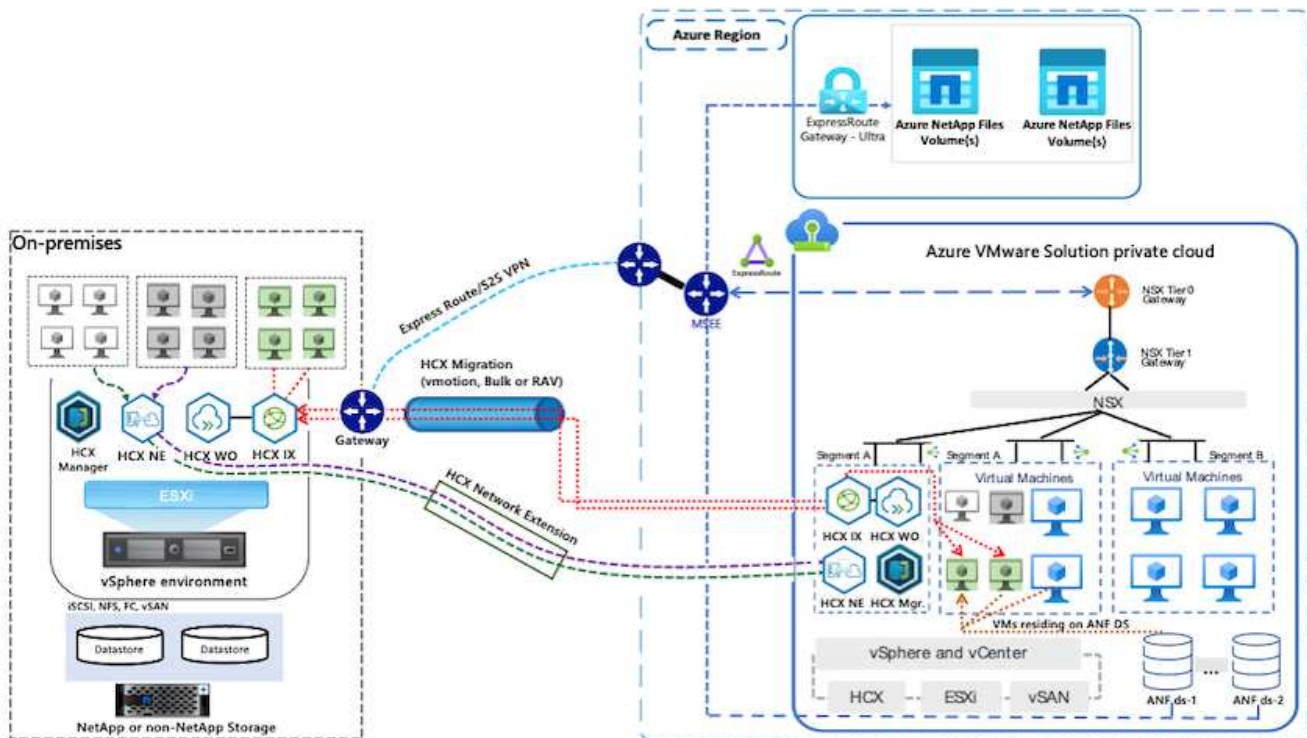 Azure Region
ExpressRoute
Gateway - Ultra
Azure NetApp Files
Volume(s)
Azure NetApp Files
Volume(s)
On-premises
Express Route/S2S VPN
ExpressRoute
MSEE
Azure VMware Solution private cloud
NSX Tier0
Gateway
NSX Tier1
Gateway
NSX
HCX Migration
(vmotion, Bulk or RAV)
HCX
Manager
HCX NE
HCX WO
HCX IX
Gateway
HCX Network Extension
ESXi
vSphere environment
iSCSI, NFS, FC, vSAN
Datastore
Datastore
NetApp or non-NetApp Storage
Segment A
Segment A
Segment B
Virtual Machines
Virtual Machines
HCX IX
HCX WO
HCX NE
HCX Mgr.
VMs residing on ANF DS
vSphere and vCenter
HCX
ESXi
vSAN
...
ANF ds-1
ANF ds-2